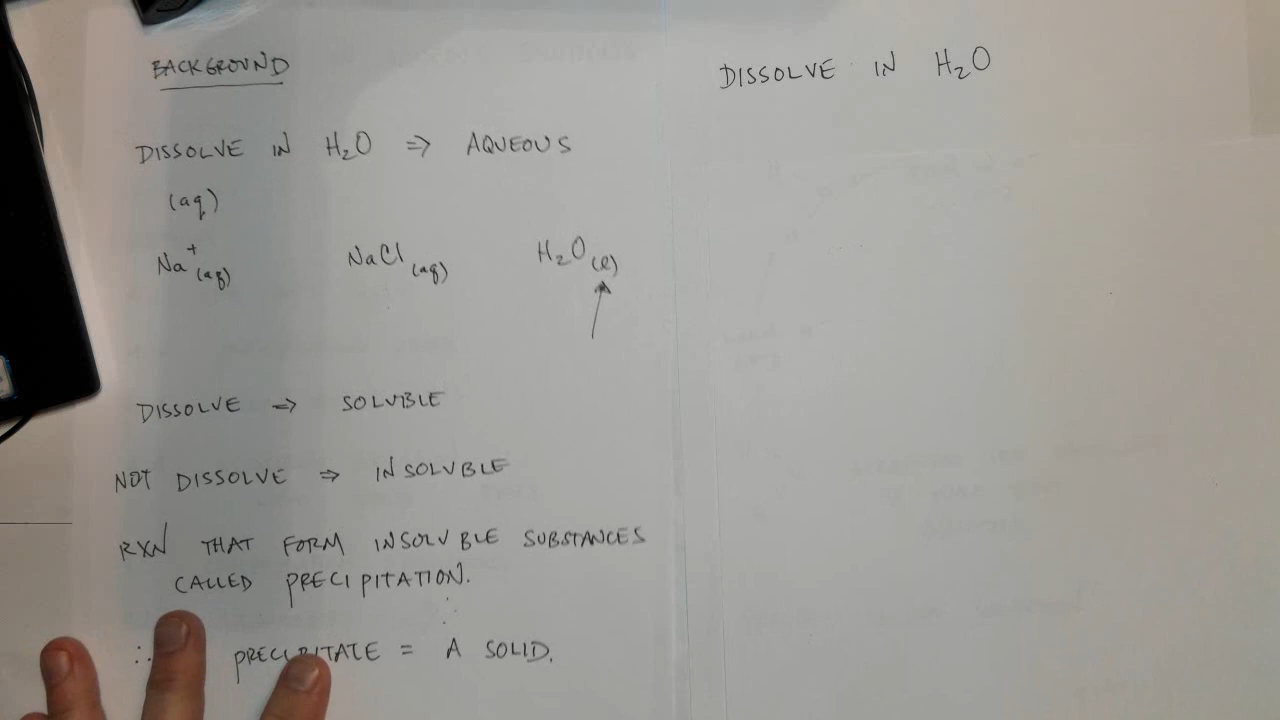 BACKGROUND
DISSOLVE IN H₂O ⇒ AQUEOUS
(aq)
Na⁺(aq) NaCl(aq) H₂O(l)
DISSOLVE ⇒ SOLUBLE
NOT DISSOLVE ⇒ INSOLUBLE
RXN THAT FORM INSOLUBLE SUBSTANCES
CALLED PRECIPITATION.
∴ PRECIPITATE = A SOLID.
DISSOLVE IN H₂O